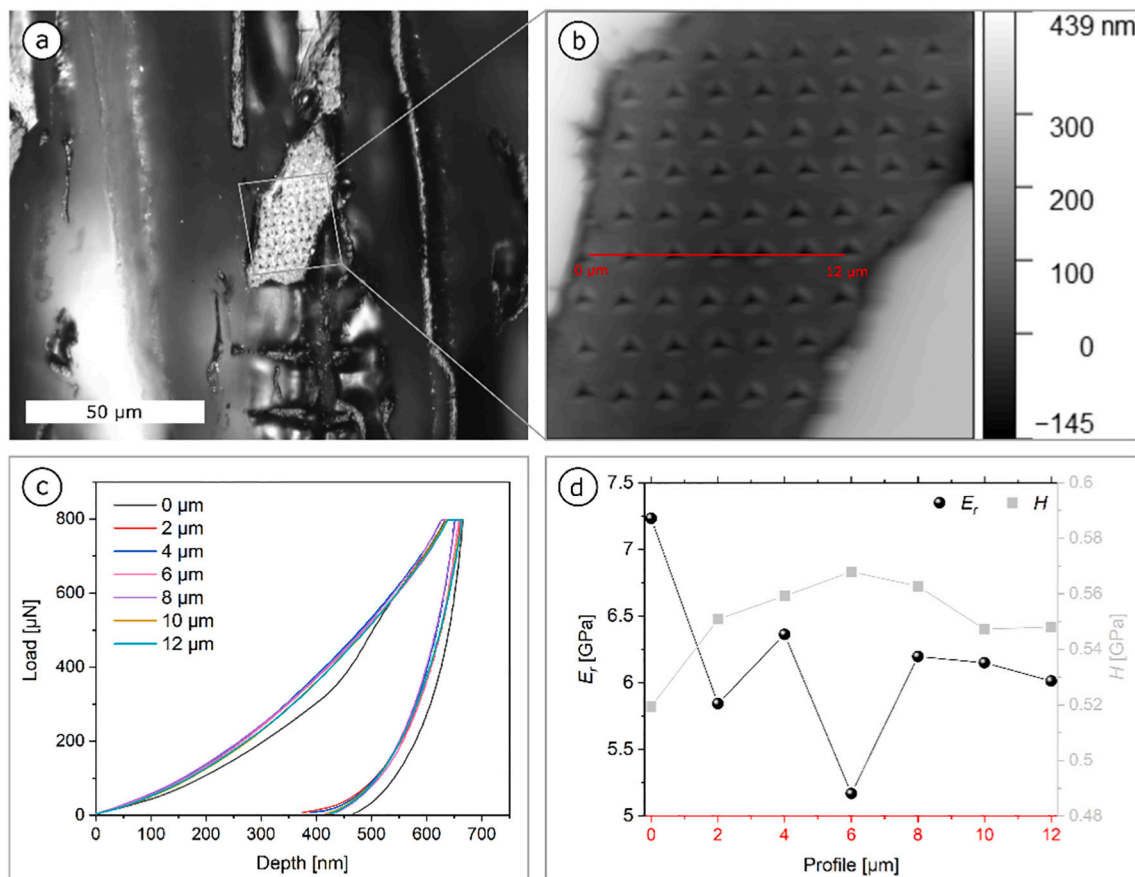 a
50 µm
b
0 µm
12 µm
439 nm
300
200
100
0
−145
c
0 µm
2 µm
4 µm
6 µm
8 µm
10 µm
12 µm
800
600
400
200
0
Load [µN]
0
100
200
300
400
500
600
700
Depth [nm]
d
Er
H
7.5
7
6.5
6
5.5
5
Er [GPa]
0.6
0.58
0.56
0.54
0.52
0.5
0.48
H [GPa]
0
2
4
6
8
10
12
Profile [µm]